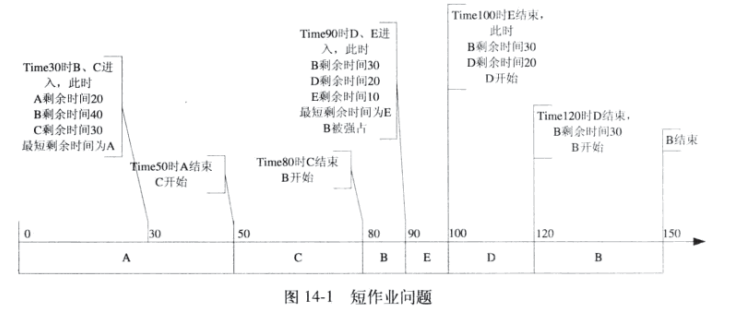 Time30时B、C进
入，此时
A剩余时间20
B剩余时间40
C剩余时间30
最短剩余时间为A
Time50时A结束
C开始
Time80时C结束
B开始
Time90时D、E进
入，此时
B剩余时间30
D剩余时间20
E剩余时间10
最短剩余时间为E
B被强占
Time100时E结束，
此时
B剩余时间30
D剩余时间20
D开始
Time120时D结束，
B剩余时间30
B开始
B结束
0 30 50 80 90 100 120 150
A C B E D B
图 14-1 短作业问题